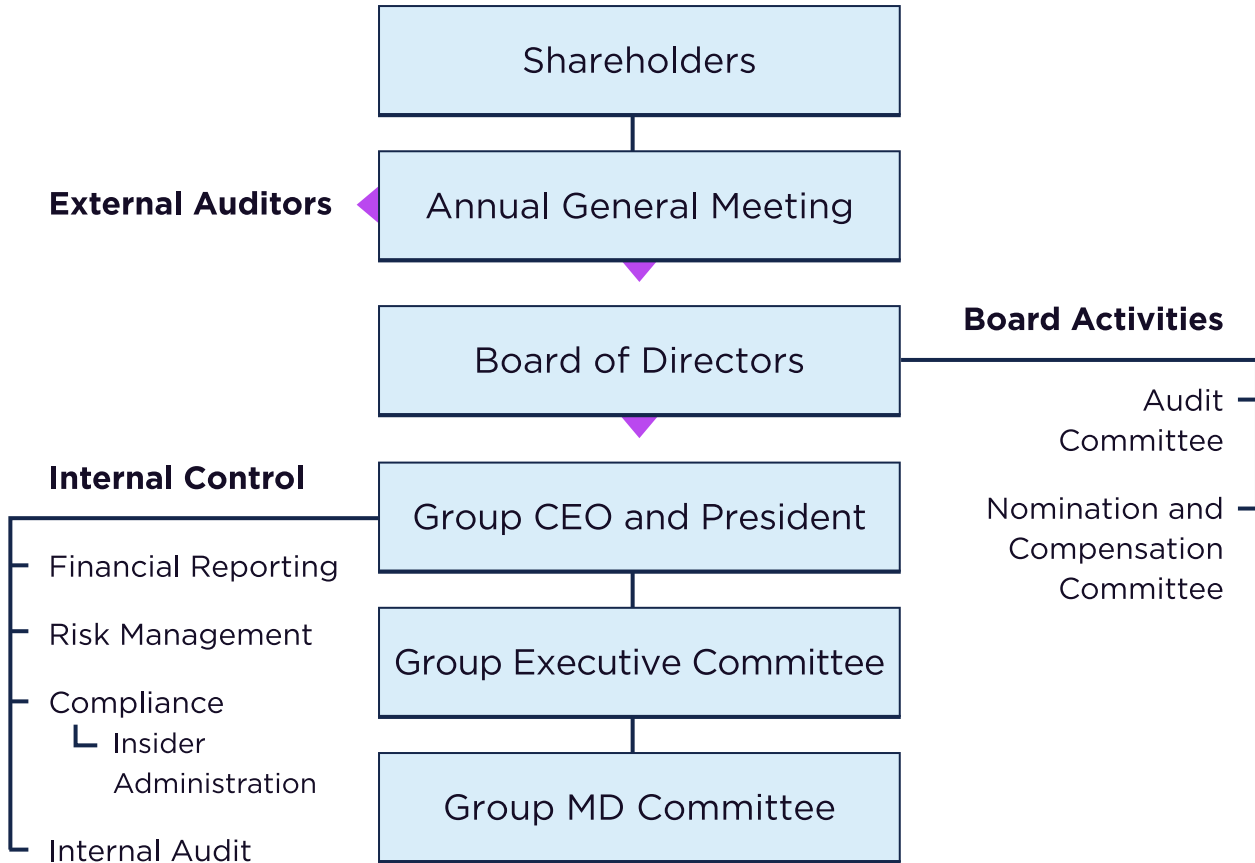 Shareholders
External Auditors
Annual General Meeting
Board of Directors
Board Activities
Audit
Committee
Nomination and
Compensation
Committee
Internal Control
Group CEO and President
Financial Reporting
Risk Management
Compliance
Insider
Administration
Internal Audit
Group Executive Committee
Group MD Committee